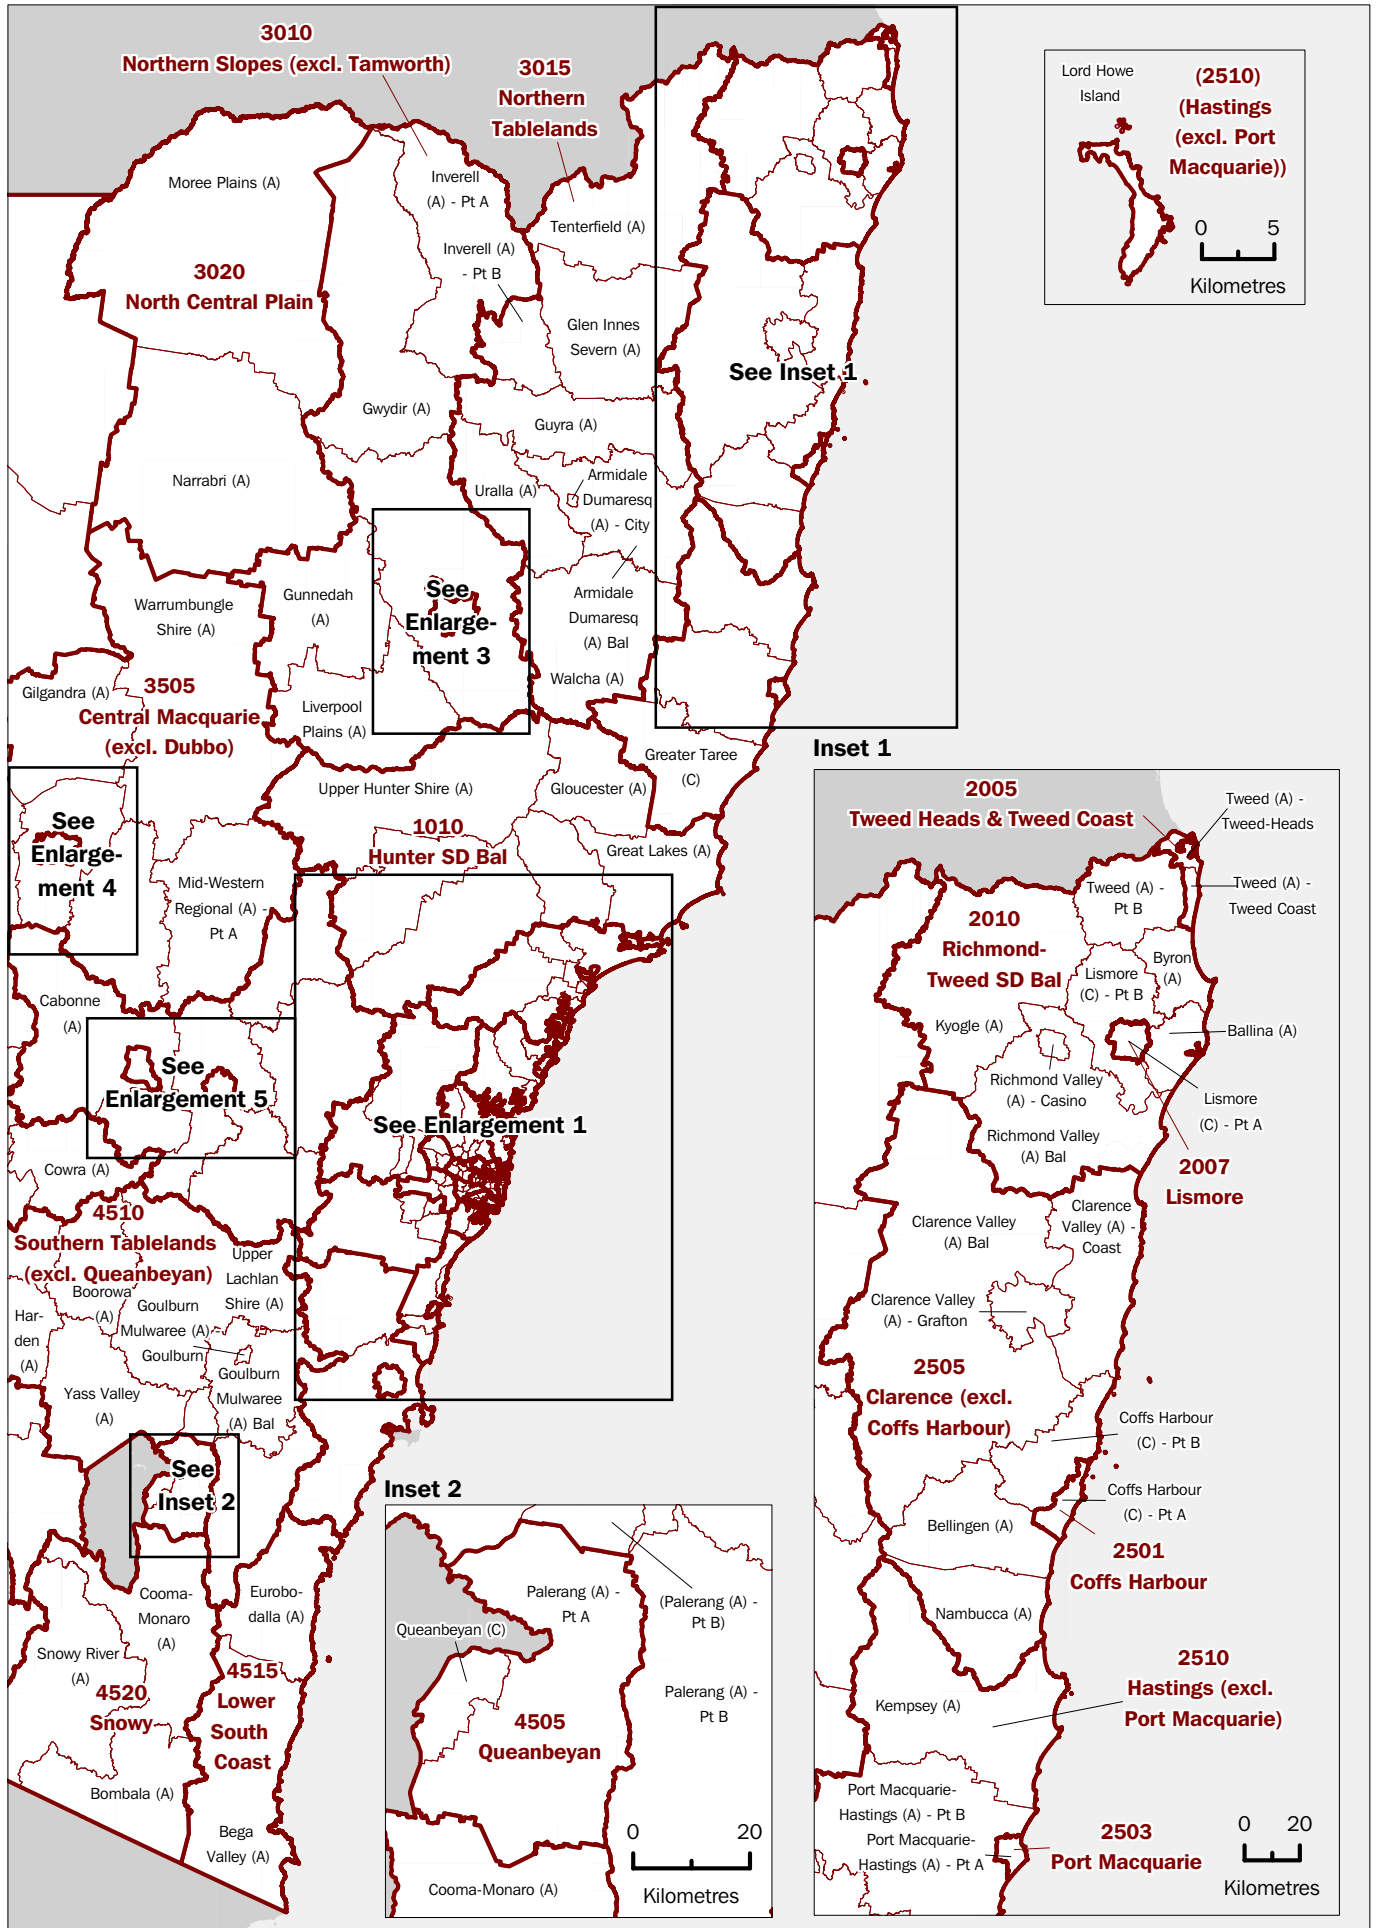 3010
Northern Slopes (excl. Tamworth)
3015
Northern
Tablelands
Moree Plains (A)
Inverell
(A) - Pt A
Inverell (A)
- Pt B
Tenterfield (A)
3020
North Central Plain
Glen Innes
Severn (A)
See Inset 1
Gwydir (A)
Guyra (A)
Narrabri (A)
Uralla (A)
Armidale
Dumaresq
(A) - City
Warrumbungle
Shire (A)
Gunnedah
(A)
See
Enlarge-
ment 3
Armidale
Dumaresq
(A) Bal
Walcha (A)
Gilgandra (A)
3505
Central Macquarie
(excl. Dubbo)
Liverpool
Plains (A)
Greater Taree
(C)
Upper Hunter Shire (A)
Gloucester (A)
1010
Hunter SD Bal
Great Lakes (A)
See
Enlarge-
ment 4
Mid-Western
Regional (A) -
Pt A
Cabonne
(A)
See
Enlargement 5
See Enlargement 1
Cowra (A)
4510
Southern Tablelands
(excl. Queanbeyan)
Upper
Lachlan
Shire (A)
Boorowa
(A)
Har-
den
(A)
Goulburn
Mulwaree (A) -
Goulburn
Goulburn
Mulwaree
(A) Bal
Yass Valley
(A)
See
Inset 2
Cooma-
Monaro
(A)
Eurobo-
dalla (A)
Snowy River
(A)
4520
Snowy
4515
Lower
South
Coast
Bombala (A)
Bega
Valley (A)
Lord Howe
Island
(2510)
(Hastings
(excl. Port
Macquarie))
0 5
Kilometres
Inset 1
2005
Tweed Heads & Tweed Coast
Tweed (A) -
Tweed-Heads
Tweed (A) -
Pt B
Tweed (A) -
Tweed Coast
2010
Richmond-
Tweed SD Bal
Byron
(A)
Lismore
(C) - Pt B
Kyogle (A)
Ballina (A)
Richmond Valley
(A) - Casino
Lismore
(C) - Pt A
Richmond Valley
(A) Bal
2007
Lismore
Clarence Valley
(A) Bal
Clarence
Valley (A) -
Coast
Clarence Valley
(A) - Grafton
2505
Clarence (excl.
Coffs Harbour)
Coffs Harbour
(C) - Pt B
Coffs Harbour
(C) - Pt A
Bellingen (A)
2501
Coffs Harbour
Nambucca (A)
2510
Hastings (excl.
Port Macquarie)
Kempsey (A)
Port Macquarie-
Hastings (A) - Pt B
Port Macquarie-
Hastings (A) - Pt A
2503
Port Macquarie
0 20
Kilometres
Inset 2
Palerang (A) -
Pt A
(Palerang (A) -
Pt B)
Queanbeyan (C)
Palerang (A) -
Pt B
4505
Queanbeyan
0 20
Kilometres
Cooma-Monaro (A)